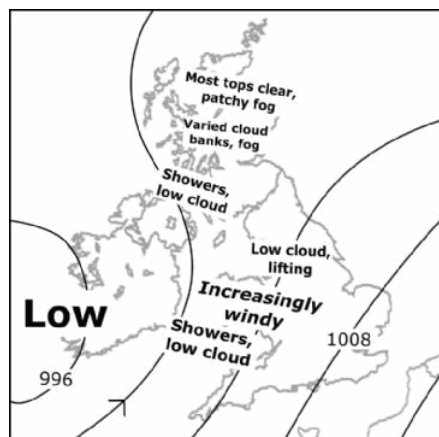 Most tops clear,
patchy fog
Varied cloud
banks, fog
Showers,
low cloud
Low cloud,
lifting
Increasingly
windy
Low
Showers,
low cloud
1008
996